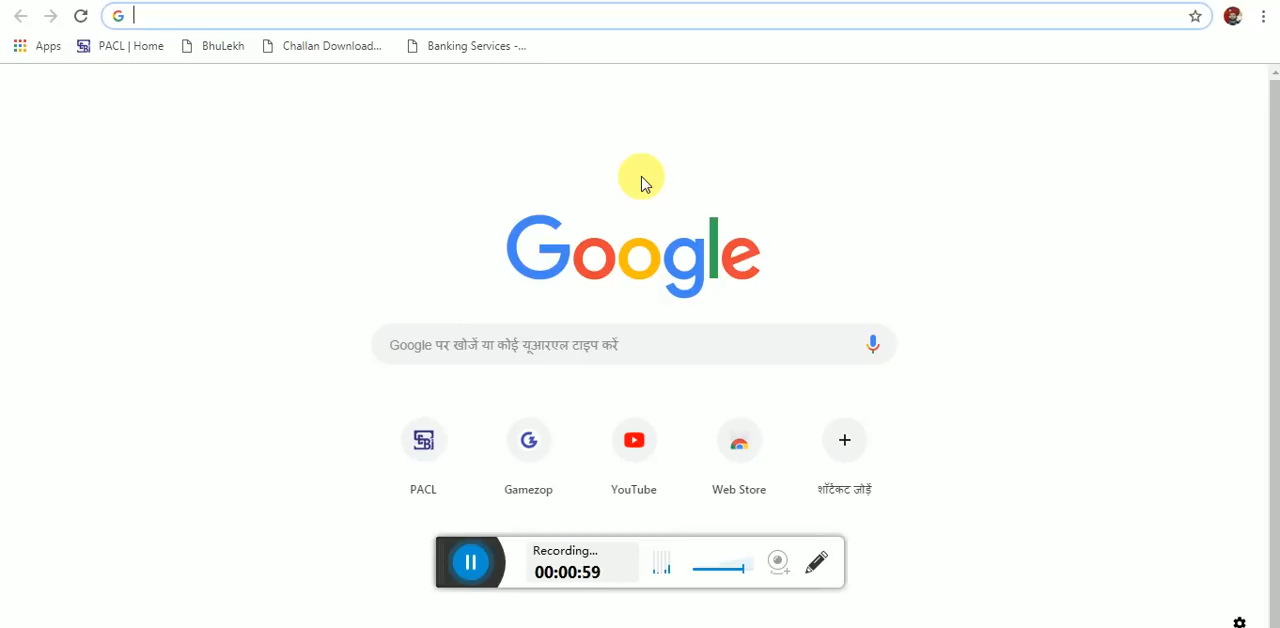 Apps PACL | Home BhuLekh Challan Download... Banking Services -...
Google
Google पर खोजें या कोई यूआरएल टाइप करें
PACL Gamezop YouTube Web Store शॉर्टकट जोड़ें
Recording...
00:00:59